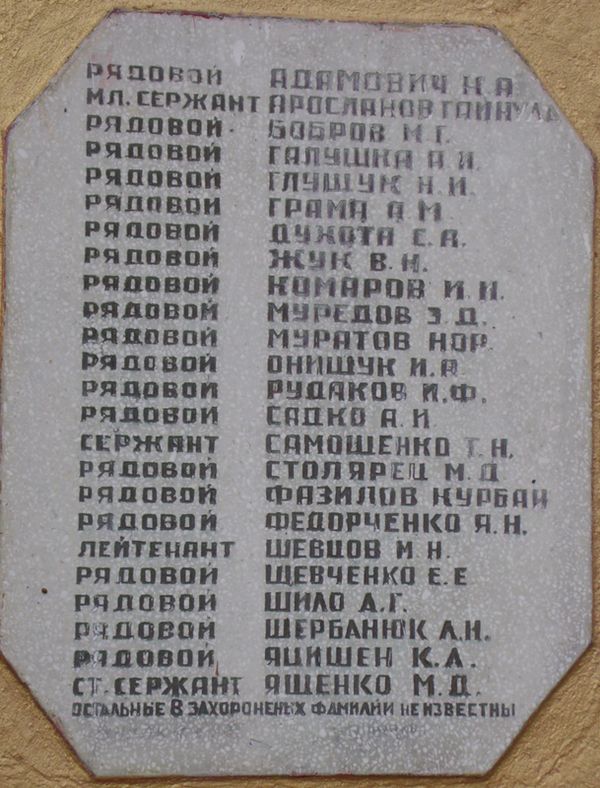 РЯДОВОЙ АДАМОВИЧ Н.А
МЛ. СЕРЖАНТ АРОСЛАНОВ ГАЙНУЛА
РЯДОВОЙ БОБРОВ М.Г.
РЯДОВОЙ ГАЛУШКА А.И.
РЯДОВОЙ ГЛУЩУК Н.И.
РЯДОВОЙ ГРАМА А.М
РЯДОВОЙ ДУХОТА С.А.
РЯДОВОЙ ЖУК В.Н.
РЯДОВОЙ КОМАРОВ И.И.
РЯДОВОЙ МУРЕДОВ З.Д.
РЯДОВОЙ МУРАТОВ НОР.
РЯДОВОЙ ОНИЩУК И.А
РЯДОВОЙ РУДАКОВ И.Ф.
РЯДОВОЙ САДКО А.И
СЕРЖАНТ САМОЩЕНКО Т.Н.
РЯДОВОЙ СТОЛЯРЕЦ М.Д
РЯДОВОЙ ФАЗИЛОВ КУРБАН
РЯДОВОЙ ФЕДОРЧЕНКО Я.Н.
ЛЕЙТЕНАНТ ШЕВЦОВ М.Н.
РЯДОВОЙ ЩЕВЧЕНКО Е.Е
РЯДОВОЙ ШИЛО Д.Г.
РЯДОВОЙ ЩЕРБАНЮК Л.Н.
РЯДОВОЙ ЯЦИШЕН К.А.
СТ. СЕРЖАНТ ЯЩЕНКО М.Д.
ОСТАЛЬНЫЕ 8 ЗАХОРОНЕНЫХ ФАМИЛИИ НЕИЗВЕСТНЫ